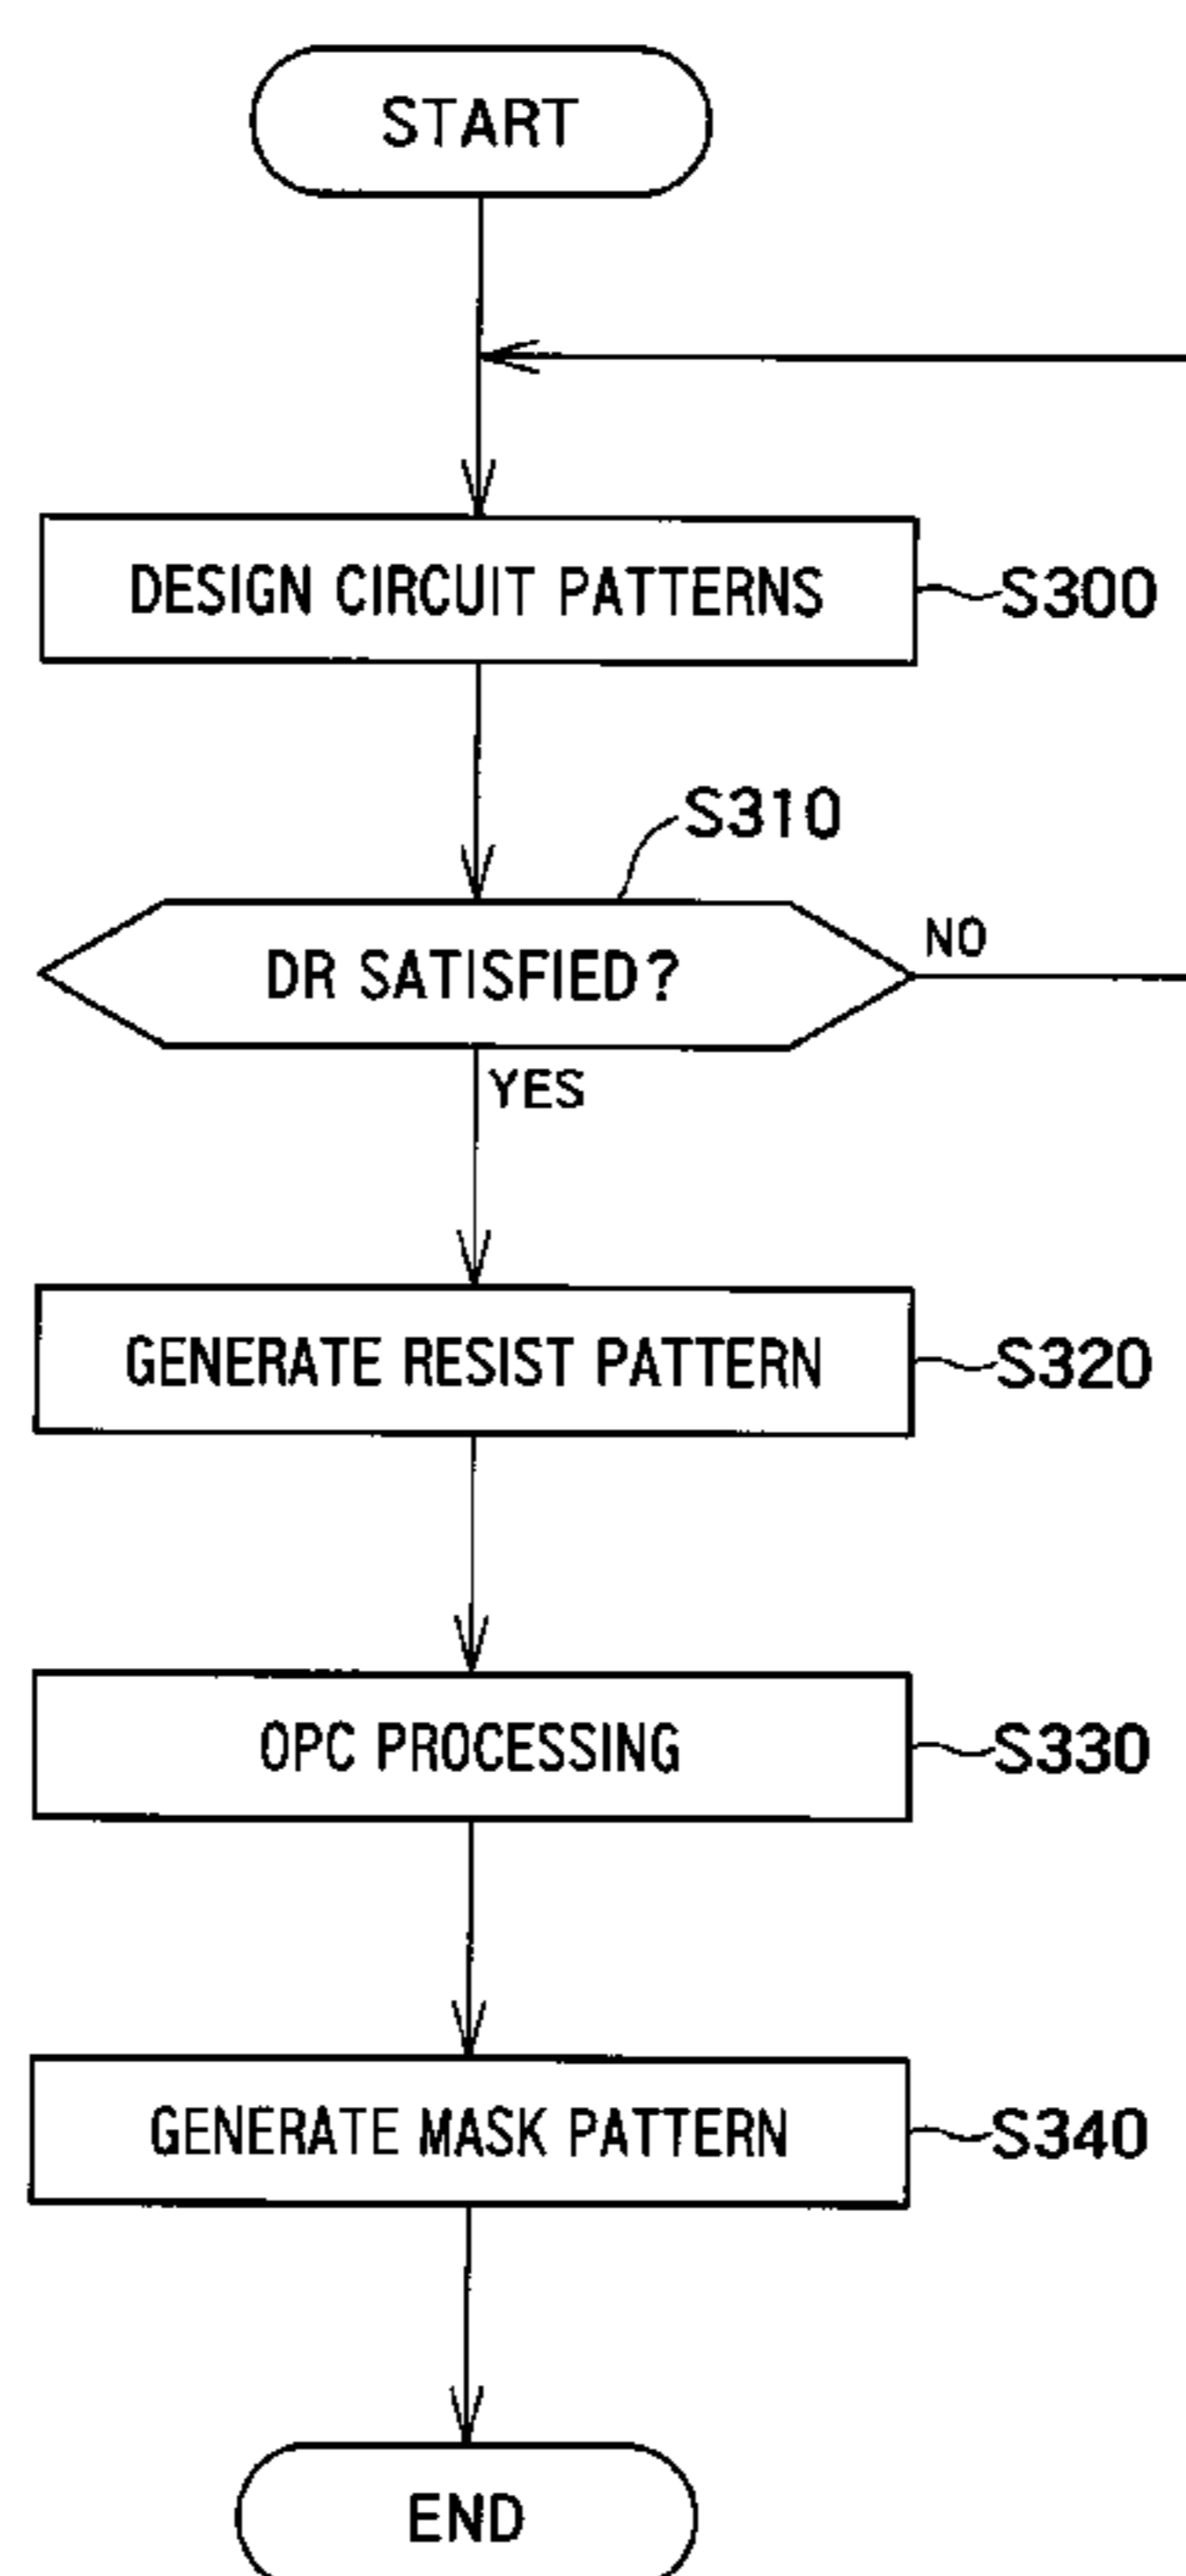 START
DESIGN CIRCUIT PATTERNS
S300
S310
DR SATISFIED?
NO
YES
GENERATE RESIST PATTERN
S320
OPC PROCESSING
S330
GENERATE MASK PATTERN
S340
END